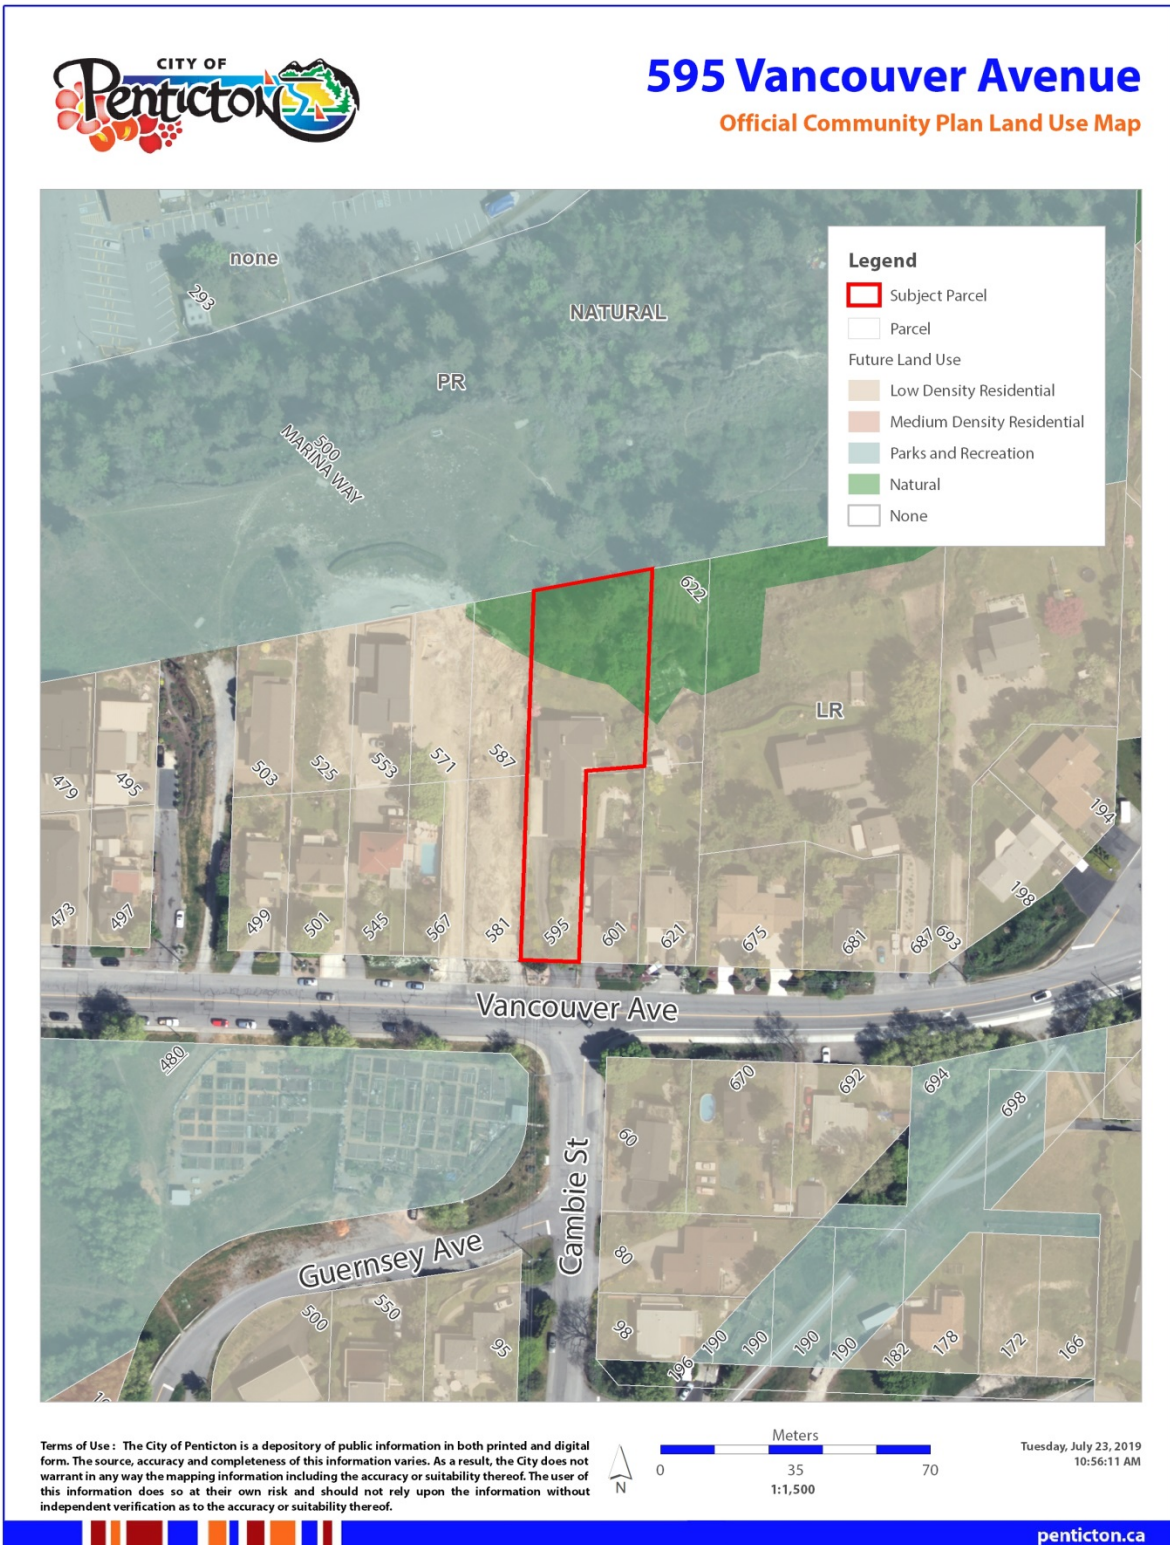 CITY OF
Penticton
595 Vancouver Avenue
Official Community Plan Land Use Map
none
293
NATURAL
PR
500
MARINA WAY
Legend
Subject Parcel
Parcel
Future Land Use
Low Density Residential
Medium Density Residential
Parks and Recreation
Natural
None
622
LR
479
495
503
525
553
571
587
194
473
497
499
501
545
567
581
595
601
621
675
681
687
693
198
Vancouver Ave
480
670
692
694
698
60
Cambie St
80
Guernsey Ave
500
550
95
98
196
190
190
190
190
182
178
172
166
Terms of Use : The City of Penticton is a depository of public information in both printed and digital
form. The source, accuracy and completeness of this information varies. As a result, the City does not
warrant in any way the mapping information including the accuracy or suitability thereof. The user of
this information does so at their own risk and should not rely upon the information without
independent verification as to the accuracy or suitability thereof.
N
Meters
0 35 70
1:1,500
Tuesday, July 23, 2019
10:56:11 AM
penticton.ca